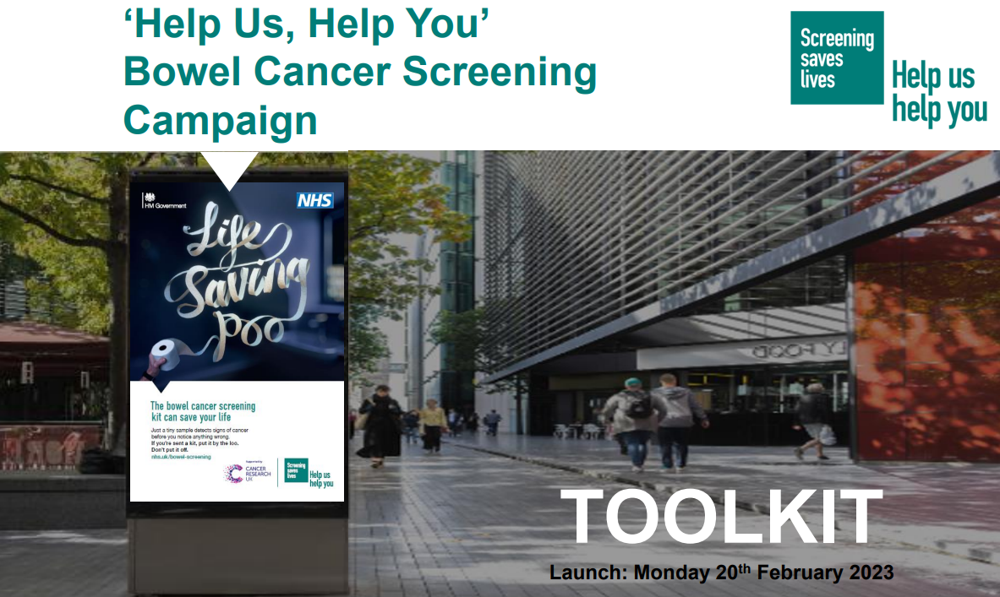 ‘Help Us, Help You’
Bowel Cancer Screening
Campaign
Screening
saves
lives
Help us
help you
HM Government
NHS
Life
Saving
Poo
The bowel cancer screening
kit can save your life
Just a tiny sample detects signs of cancer
before you notice anything wrong.
If you're sent a kit, put it by the loo.
Don't put it off.
nhs.uk/bowel-screening
Supported by
CANCER
RESEARCH
UK
Screening
saves
lives
Help us
help you
TOOLKIT
Launch: Monday 20th February 2023